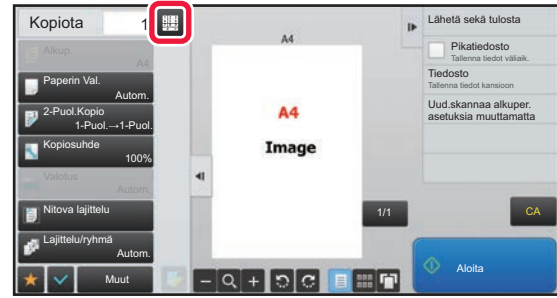 Kopiota
1
Alkup.
A4
Paperin Val.
Autom.
2-Puol.Kopio
1-Puol.→1-Puol.
Kopiosuhde
100%
Valotus
Autom.
Nitova lajittelu
Lajittelu/ryhmä
Autom.
Muut
A4
A4
Image
1/1
Lähetä sekä tulosta
Pikatiedosto
Tallenna tiedot väliaik.
Tiedosto
Tallenna tiedot kansioon
Uud.skannaa alkuper.
asetuksia muuttamatta
CA
Aloita